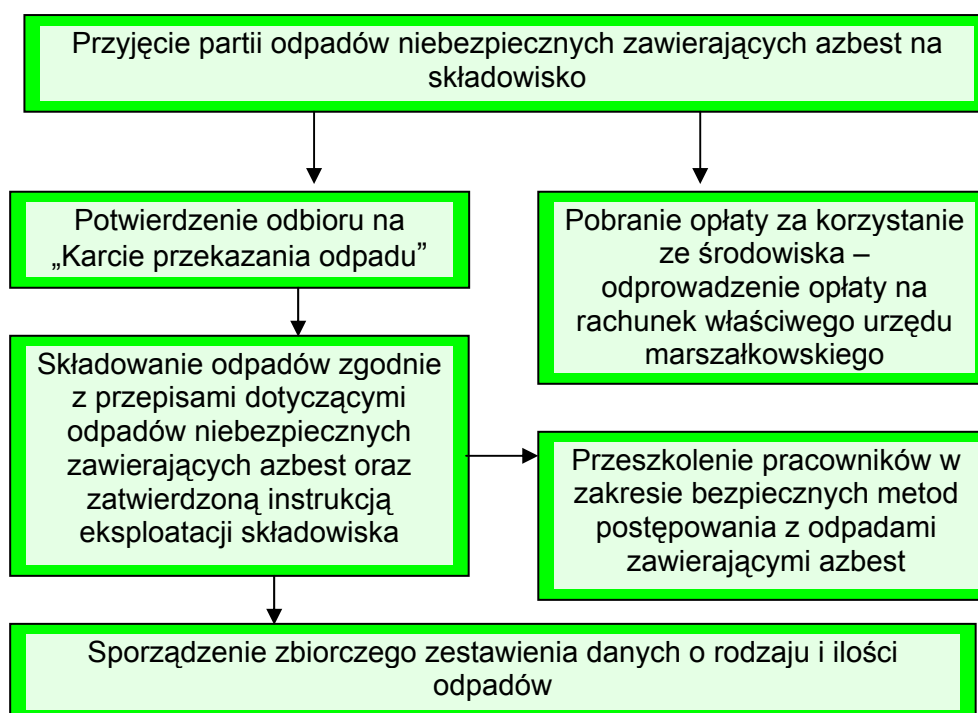 Przyjęcie partii odpadów niebezpiecznych zawierających azbest na
składowisko
Potwierdzenie odbioru na
„Karcie przekazania odpadu”
Pobranie opłaty za korzystanie
ze środowiska –
odprowadzenie opłaty na
rachunek właściwego urzędu
marszałkowskiego
Składowanie odpadów zgodnie
z przepisami dotyczącymi
odpadów niebezpiecznych
zawierających azbest oraz
zatwierdzoną instrukcją
eksploatacji składowiska
Przeszkolenie pracowników w
zakresie bezpiecznych metod
postępowania z odpadami
zawierającymi azbest
Sporządzenie zbiorczego zestawienia danych o rodzaju i ilości
odpadów